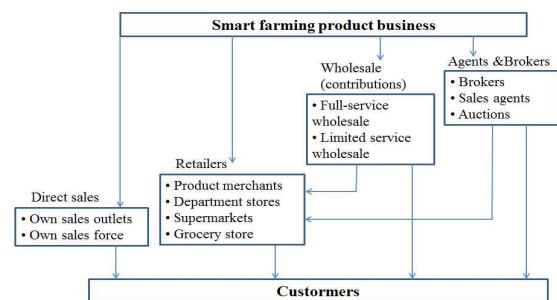 Smart farming product business
Agents &Brokers
• Brokers
• Sales agents
• Auctions
Wholesale
(contributions)
• Full-service
wholesale
• Limited service
wholesale
Retailers
• Product merchants
• Department stores
• Supermarkets
• Grocery store
Direct sales
• Own sales outlets
• Own sales force
Custormers